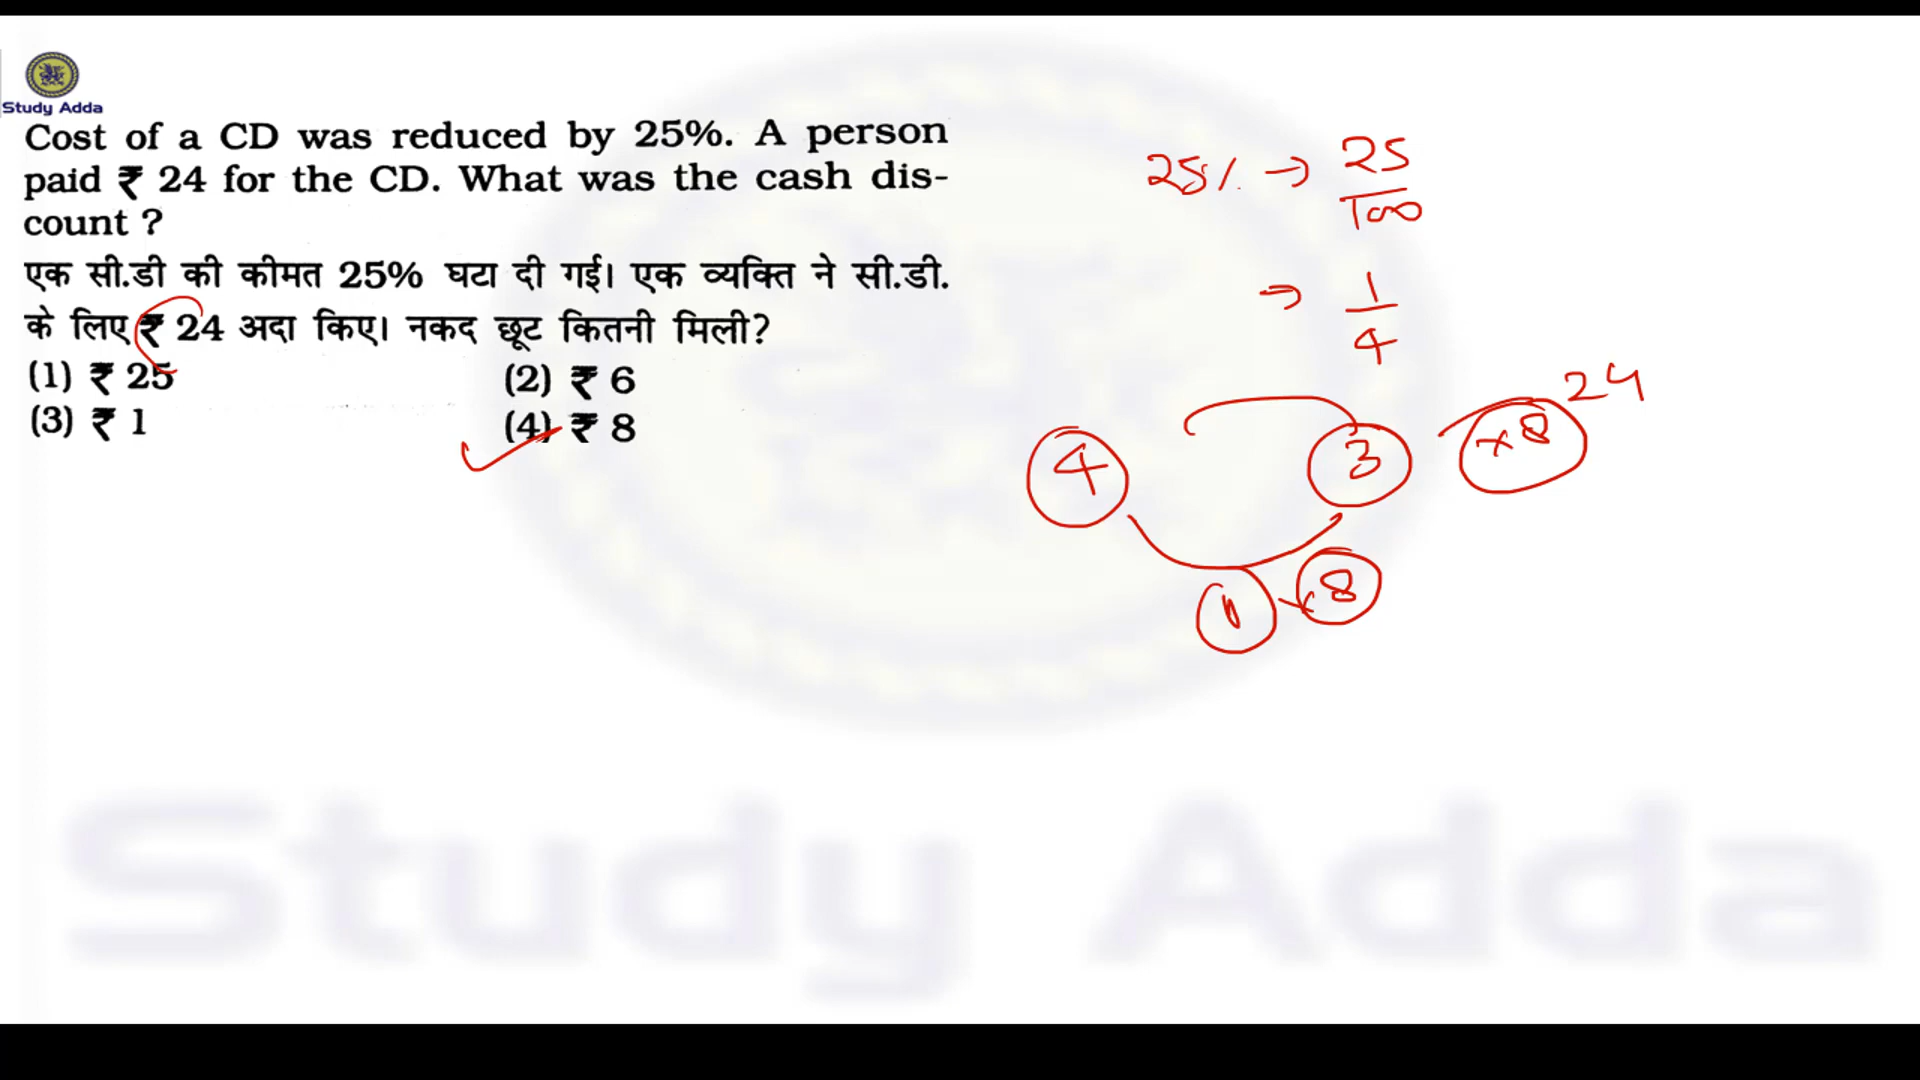 Study Adda
Cost of a CD was reduced by 25%. A person
paid ₹ 24 for the CD. What was the cash dis-
count ?
एक सी.डी की कीमत 25% घटा दी गई। एक व्यक्ति ने सी.डी.
के लिए ₹ 24 अदा किए। नकद छूट कितनी मिली?
(1) ₹ 25 (2) ₹ 6
(3) ₹ 1 (4) ₹ 8
25% → 25/100
→ 1/4
4 3 ×8 24
1 ×8
Study Adda